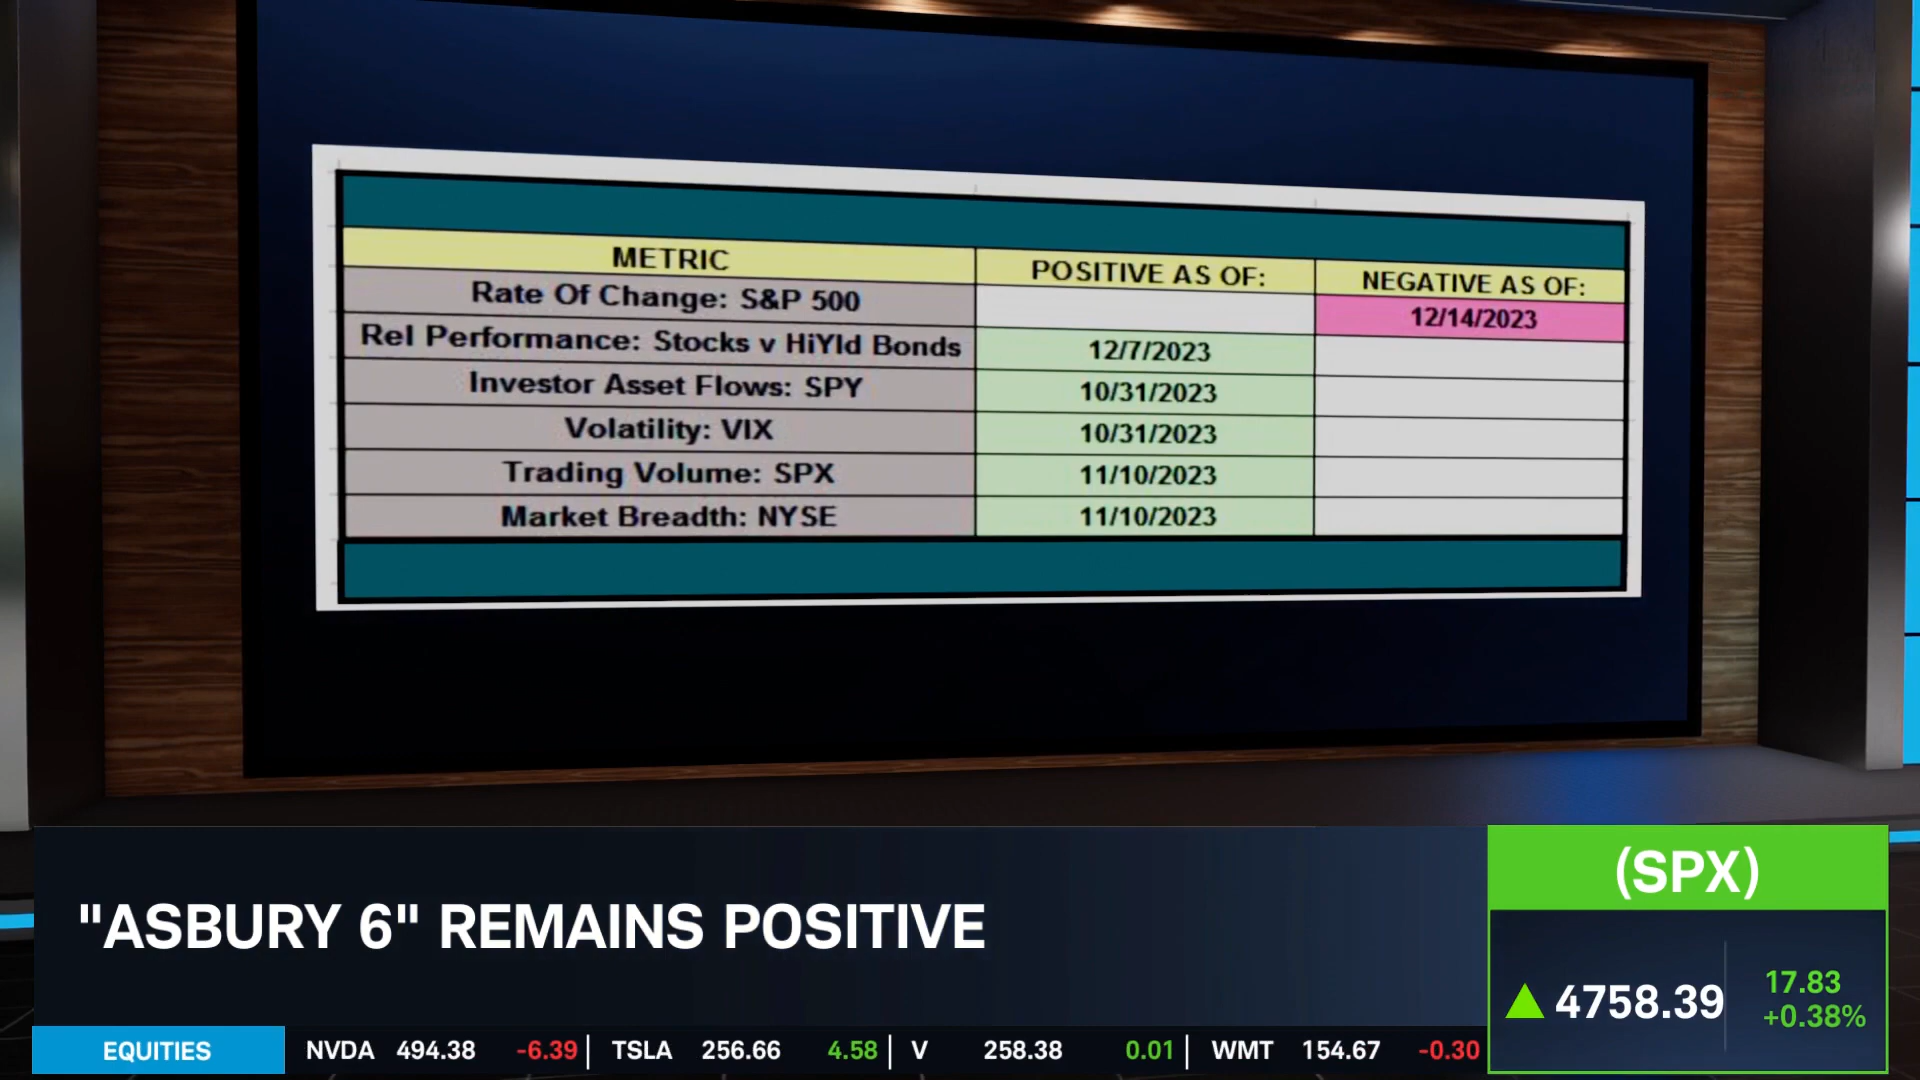 METRIC POSITIVE AS OF: NEGATIVE AS OF:
Rate Of Change: S&P 500 12/14/2023
Rel Performance: Stocks v HiYld Bonds 12/7/2023
Investor Asset Flows: SPY 10/31/2023
Volatility: VIX 10/31/2023
Trading Volume: SPX 11/10/2023
Market Breadth: NYSE 11/10/2023
"ASBURY 6" REMAINS POSITIVE
(SPX)
4758.39
17.83
+0.38%
EQUITIES NVDA 494.38 -6.39 TSLA 256.66 4.58 V 258.38 0.01 WMT 154.67 -0.30